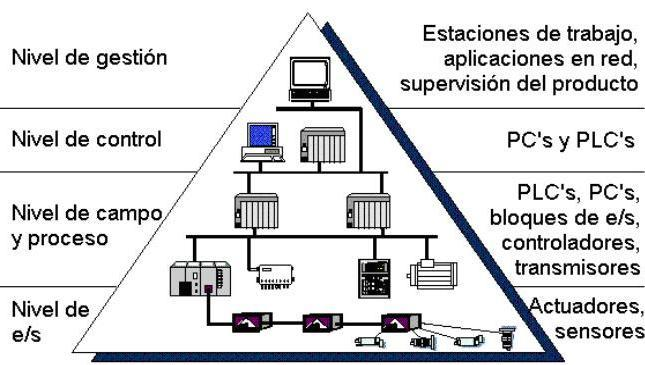 Nivel de gestión
Estaciones de trabajo,
aplicaciones en red,
supervisión del producto
Nivel de control
PC's y PLC's
Nivel de campo
y proceso
PLC's, PC's,
bloques de e/s,
controladores,
transmisores
Nivel de
e/s
Actuadores,
sensores